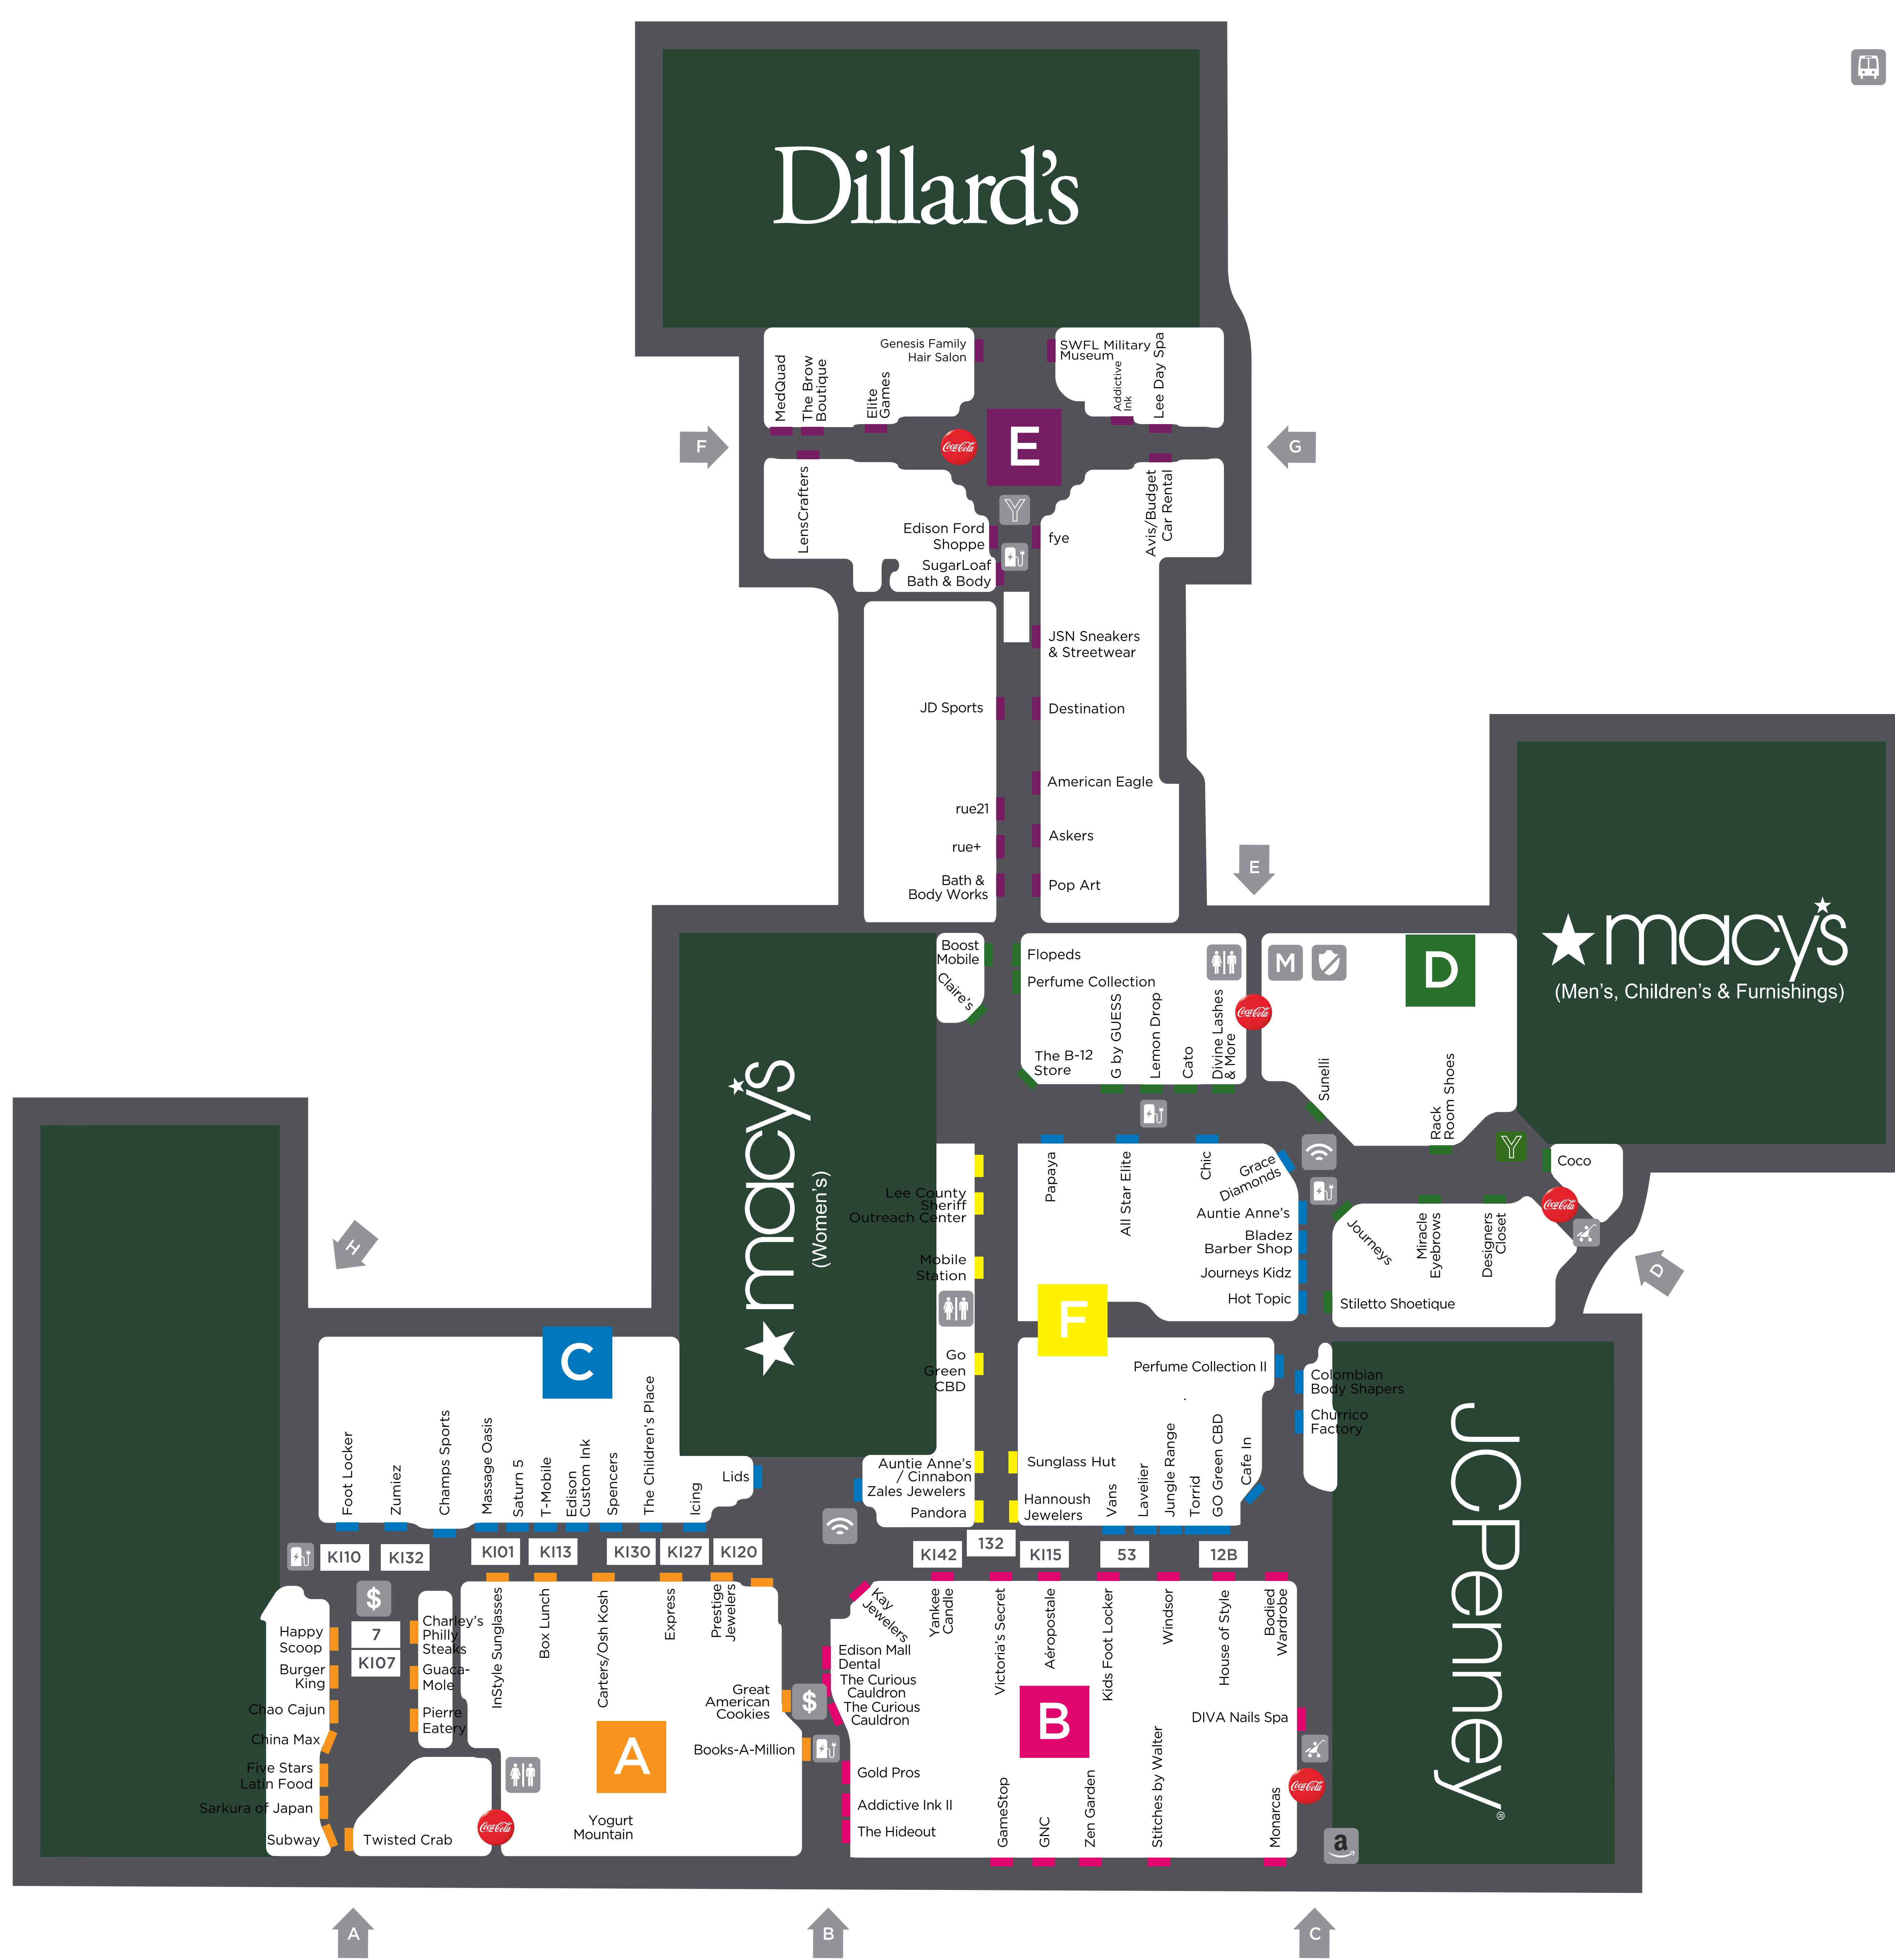 Dillard's
Genesis Family
Hair Salon
SWFL Military
Museum
MedQuad
The Brow
Boutique
Elite
Games
Addictive
Ink
Lee Day Spa
F
Coca-Cola
E
G
LensCrafters
Edison Ford
Shoppe
fye
Avis/Budget
Car Rental
SugarLoaf
Bath & Body
JSN Sneakers
& Streetwear
JD Sports
Destination
American Eagle
rue21
Askers
rue+
Bath &
Body Works
Pop Art
E
macy's
(Men's, Children's & Furnishings)
Boost
Mobile
Claire's
Flopeds
Perfume Collection
M
D
Coca-Cola
The B-12
Store
G by GUESS
Lemon Drop
Cato
Divine Lashes
& More
Sunelli
Rack
Room Shoes
Coco
Coca-Cola
macy's
(Women's)
Lee County
Sheriff
Outreach Center
Mobile
Station
Go
Green
CBD
Papaya
All Star Elite
Chic
Grace
Diamonds
Auntie Anne's
Bladez
Barber Shop
Journeys Kidz
Hot Topic
Journeys
Miracle
Eyebrows
Designers
Closet
Stiletto Shoetique
D
H
F
C
Perfume Collection II
Colombian
Body Shapers
Churrico
Factory
JCPenney®
Foot Locker
Zumiez
Champs Sports
Massage Oasis
Saturn 5
T-Mobile
Edison
Custom Ink
Spencers
The Children's Place
Icing
Lids
Auntie Anne's
/ Cinnabon
Zales Jewelers
Pandora
Sunglass Hut
Hannoush
Jewelers
Vans
Lavelier
Jungle Range
Torrid
GO Green CBD
Cafe In
KI10
KI32
KI01
KI13
KI30
KI27
KI20
KI42
132
KI15
53
12B
$
7
KI07
Happy
Scoop
Burger
King
Chao Cajun
China Max
Five Stars
Latin Food
Sarkura of Japan
Subway
Charley's
Philly
Steaks
Guaca-
Mole
Pierre
Eatery
Twisted Crab
InStyle Sunglasses
Box Lunch
Carters/Osh Kosh
Express
Prestige
Jewelers
Great
American
Cookies
$
Books-A-Million
A
Yogurt
Mountain
Coca-Cola
Kay
Jewelers
Yankee
Candle
Victoria's Secret
Aéropostale
Kids Foot Locker
Windsor
House of Style
Bodied
Wardrobe
Edison Mall
Dental
The Curious
Cauldron
The Curious
Cauldron
B
DIVA Nails Spa
Gold Pros
Addictive Ink II
The Hideout
GameStop
GNC
Zen Garden
Stitches by Walter
Monarcas
Coca-Cola
a
A
B
C